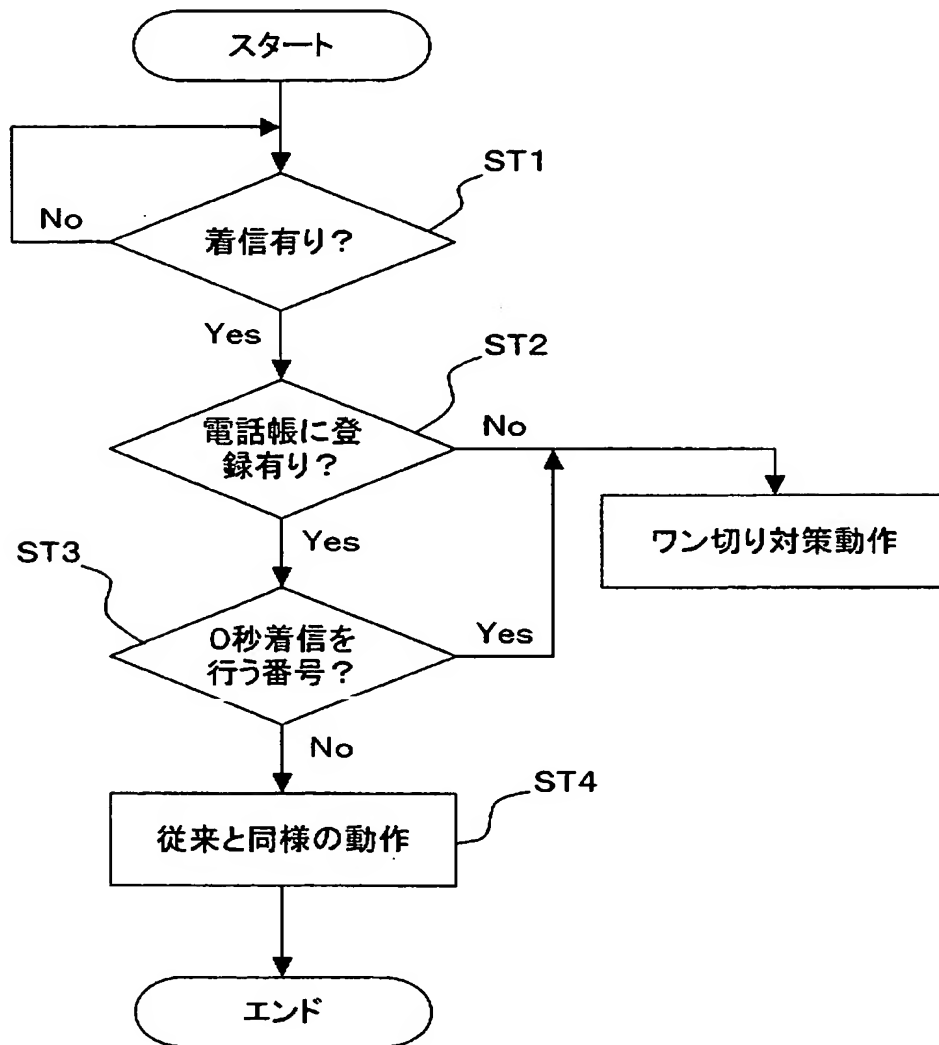 スタート
ST1
No
着信有り？
Yes
ST2
電話帳に登
録有り？
No
ワン切り対策動作
Yes
ST3
0秒着信を
行う番号？
Yes
No
ST4
従来と同様の動作
エンド